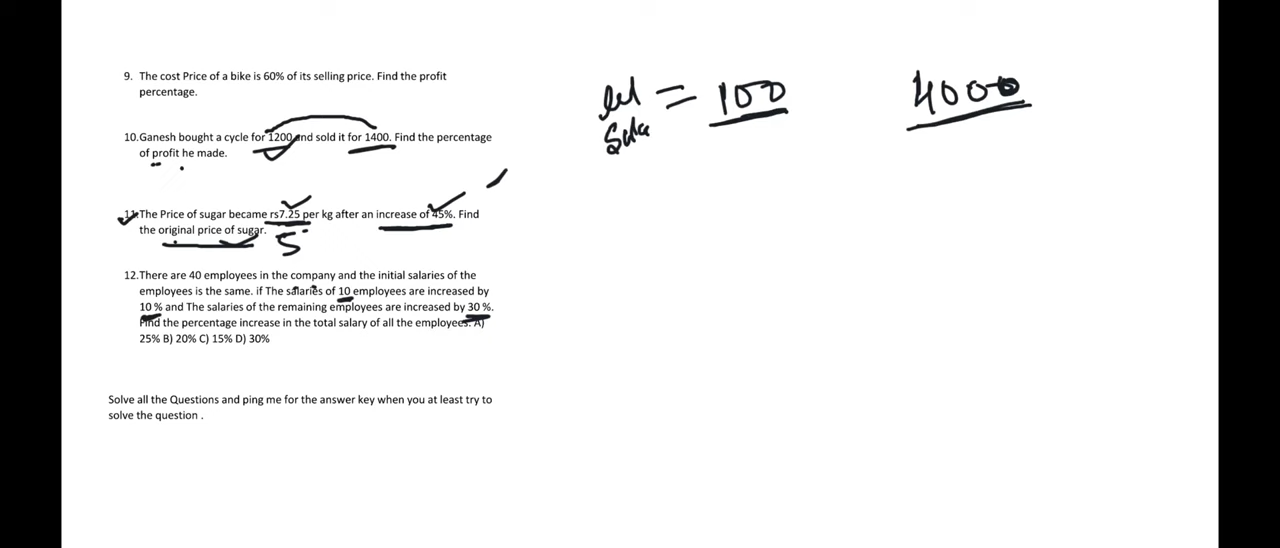 9. The cost Price of a bike is 60% of its selling price. Find the profit
percentage.
10.Ganesh bought a cycle for 1200 and sold it for 1400. Find the percentage
of profit he made.
11.The Price of sugar became rs7.25 per kg after an increase of 45%. Find
the original price of sugar.
5
12.There are 40 employees in the company and the initial salaries of the
employees is the same. if The salaries of 10 employees are increased by
10 % and The salaries of the remaining employees are increased by 30 %.
Find the percentage increase in the total salary of all the employees. A)
25% B) 20% C) 15% D) 30%
Solve all the Questions and ping me for the answer key when you at least try to
solve the question .
let = 100
4000